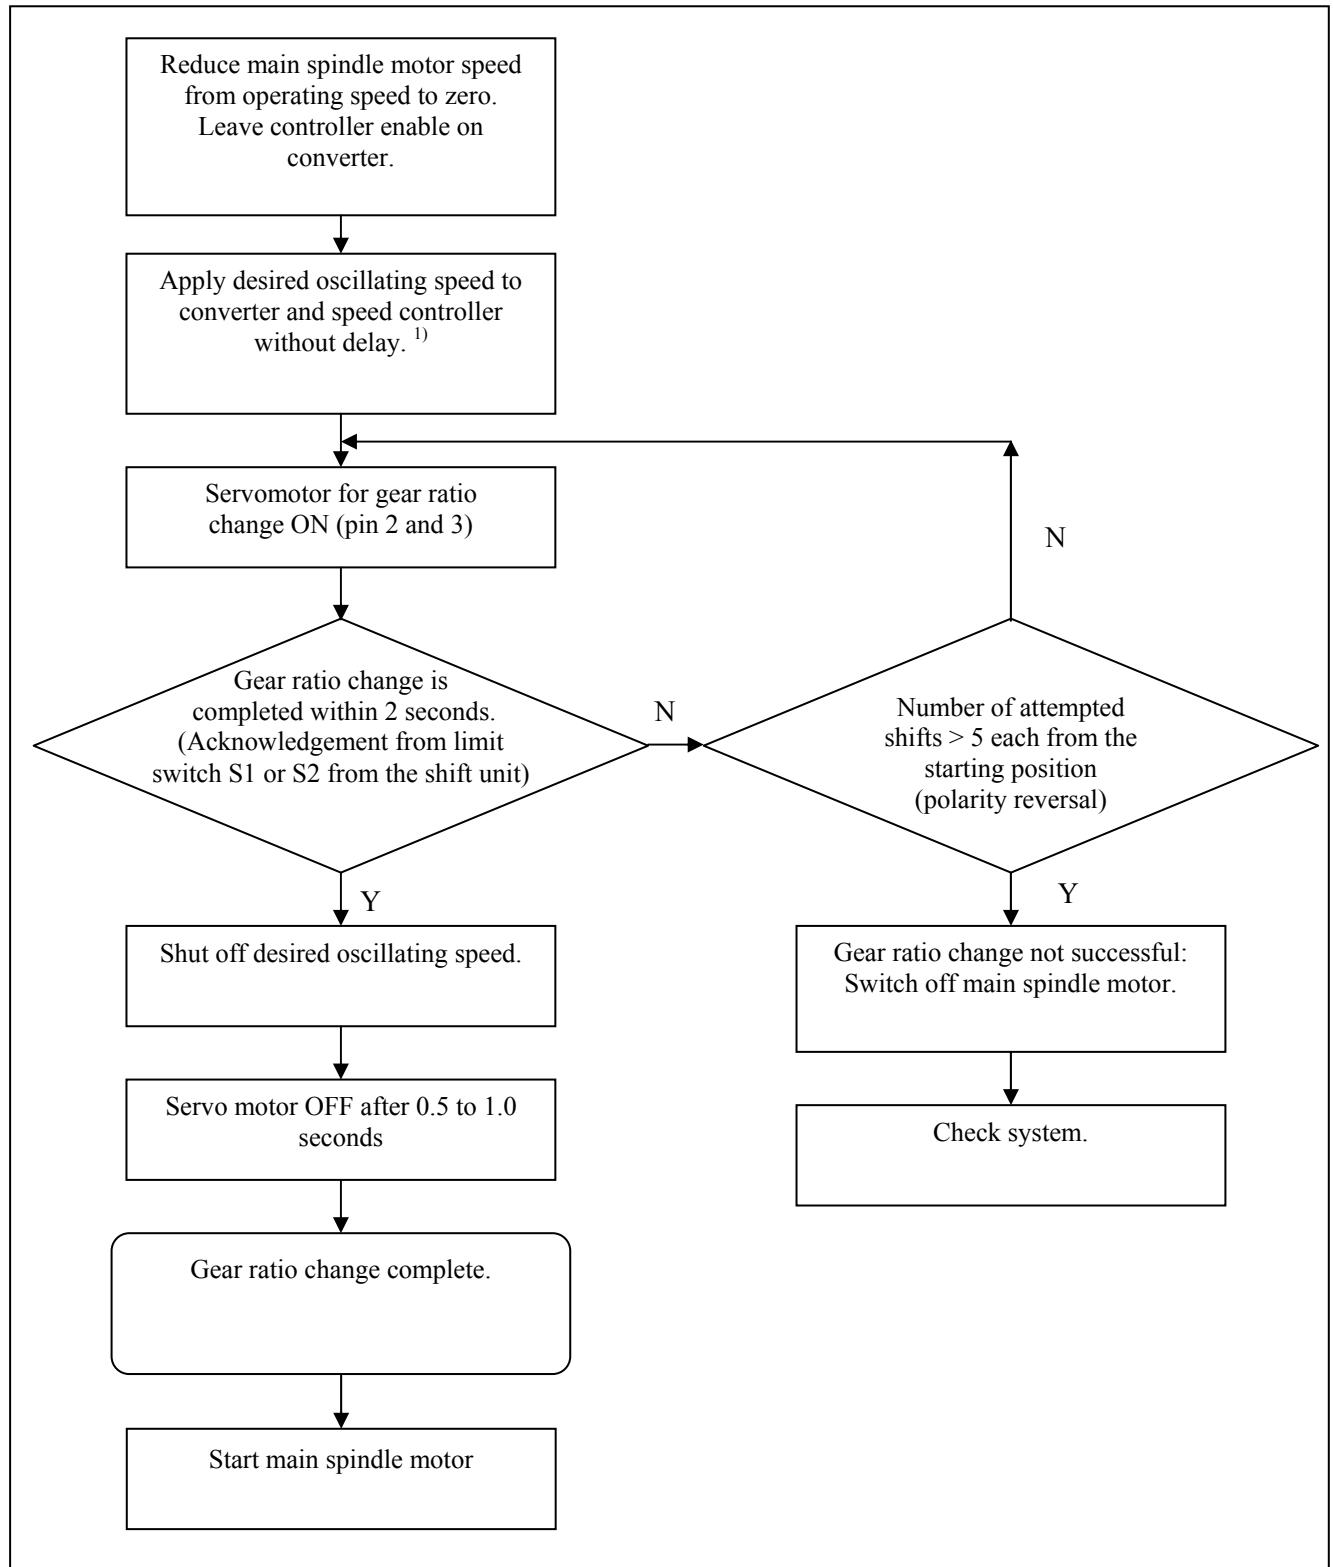 Reduce main spindle motor speed
from operating speed to zero.
Leave controller enable on
converter.
Apply desired oscillating speed to
converter and speed controller
without delay. 1)
Servomotor for gear ratio
change ON (pin 2 and 3)
N
Gear ratio change is
completed within 2 seconds.
(Acknowledgement from limit
switch S1 or S2 from the shift unit)
N
Number of attempted
shifts > 5 each from the
starting position
(polarity reversal)
Y
Y
Shut off desired oscillating speed.
Gear ratio change not successful:
Switch off main spindle motor.
Servo motor OFF after 0.5 to 1.0
seconds
Check system.
Gear ratio change complete.
Start main spindle motor